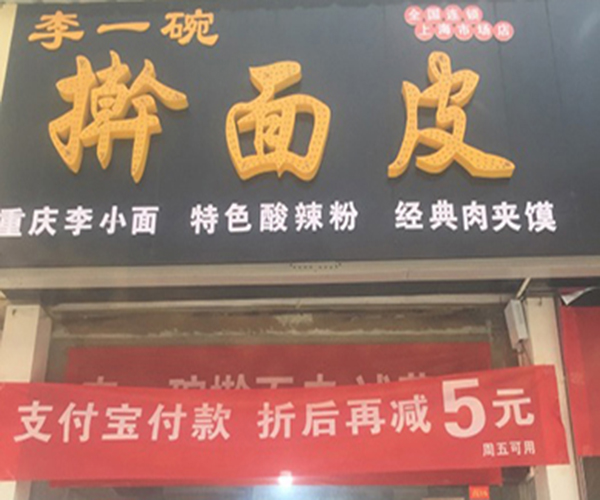 李一碗
全国连锁
上海市场店
擀面皮
重庆李小面 特色酸辣粉 经典肉夹馍
支付宝付款 折后再减5元
周五可用